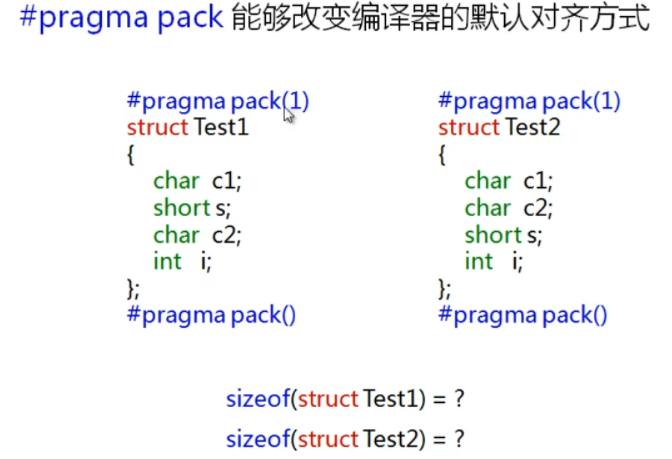 #pragma pack 能够改变编译器的默认对齐方式
#pragma pack(1)
struct Test1
{
char c1;
short s;
char c2;
int i;
};
#pragma pack()
#pragma pack(1)
struct Test2
{
char c1;
char c2;
short s;
int i;
};
#pragma pack()
sizeof(struct Test1) = ?
sizeof(struct Test2) = ?